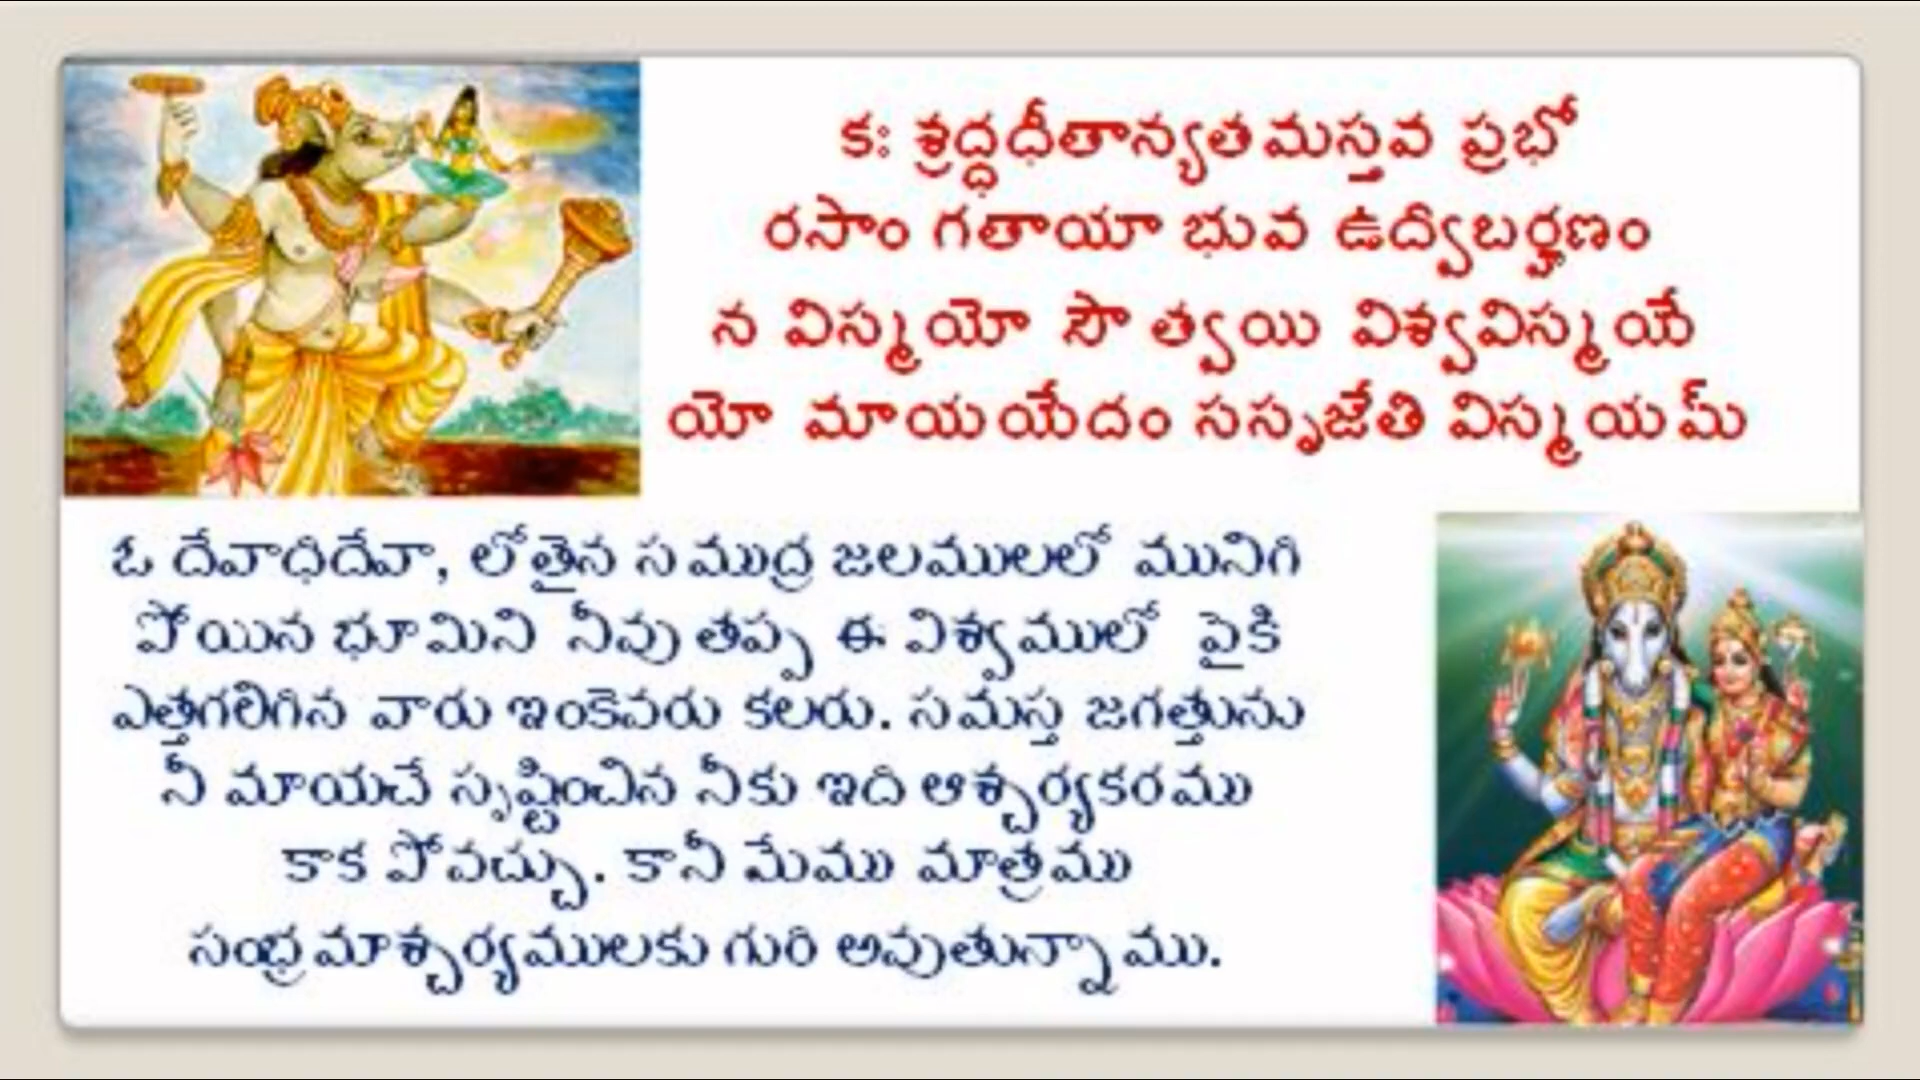 కః శ్రద్ధధీతాన్యతమస్తవ ప్రభో
రసాం గతాయా భువ ఉద్విబర్హణం
న విస్మయో సౌ త్వయి విశ్వవిస్మయే
యో మాయయేదం ససృజేతి విస్మయమ్
ఓ దేవాధిదేవా, లోతైన సముద్ర జలములలో మునిగి
పోయిన భూమిని నీవు తప్ప ఈ విశ్వములో పైకి
ఎత్తగలిగిన వారు ఇంకెవరు కలరు. సమస్త జగత్తును
నీ మాయచే సృష్టించిన నీకు ఇది ఆశ్చర్యకరము
కాక పోవచ్చు. కానీ మేము మాత్రము
సంభ్రమాశ్చర్యములకు గురి అవుతున్నాము.